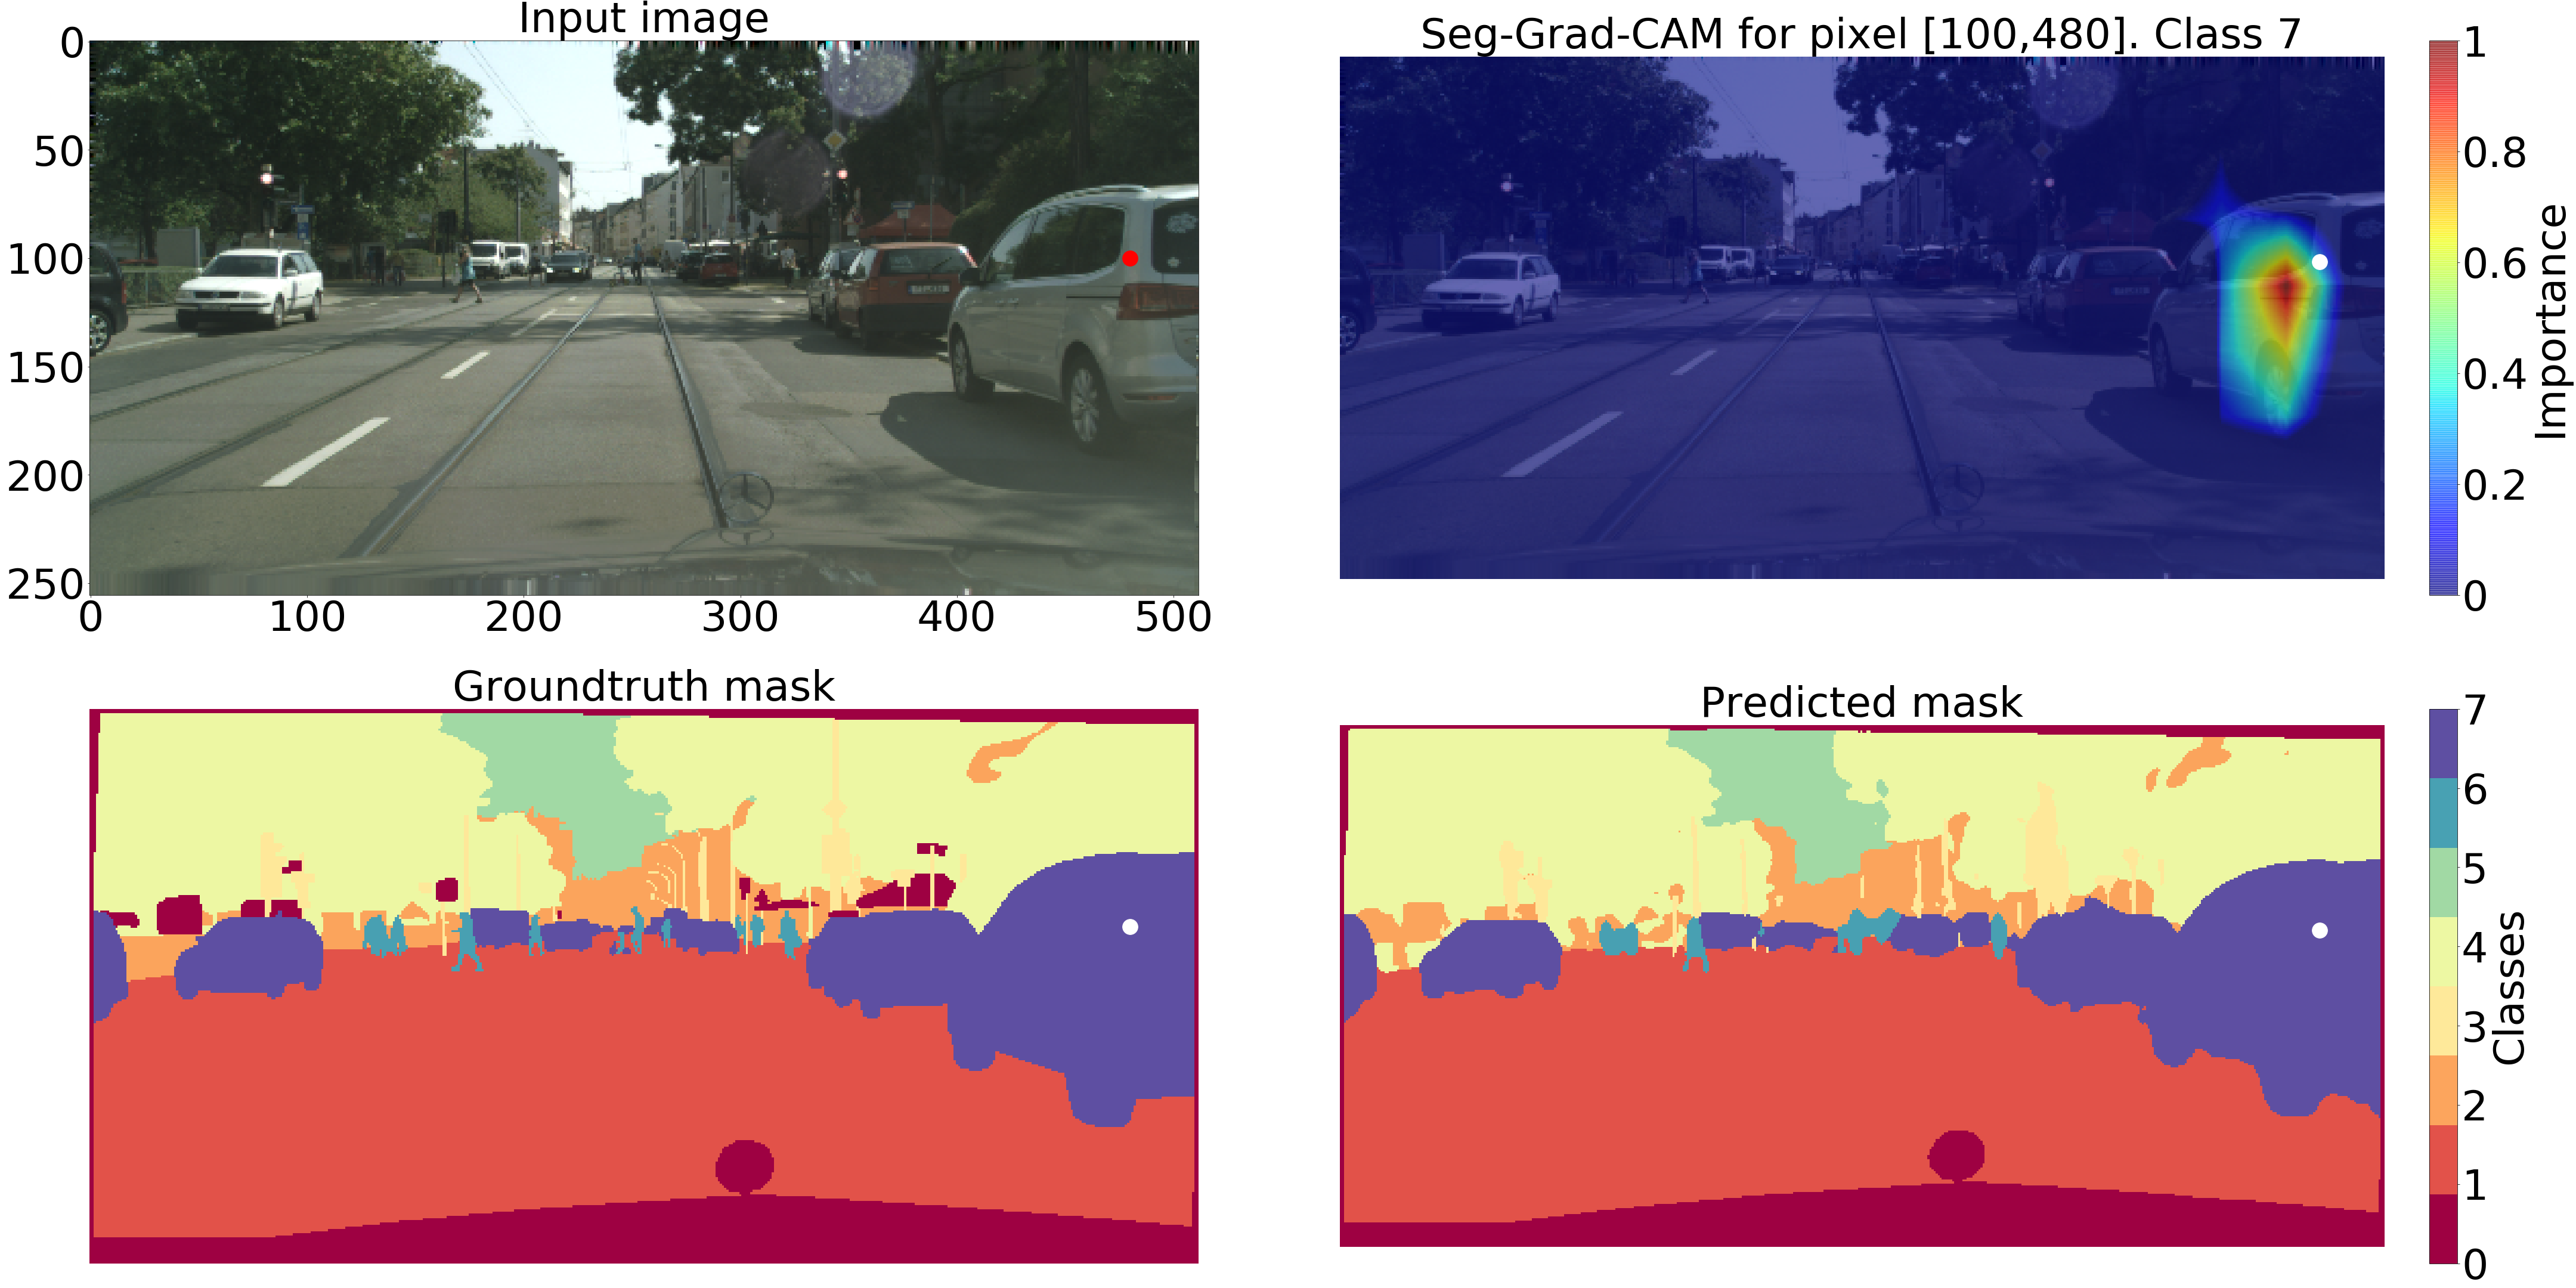 Input image
0
50
100
150
200
250
0 100 200 300 400 500
Seg-Grad-CAM for pixel [100,480]. Class 7
1
0.8
0.6
0.4
0.2
0
Importance
Groundtruth mask
Predicted mask
7
6
5
4
3
2
1
0
Classes